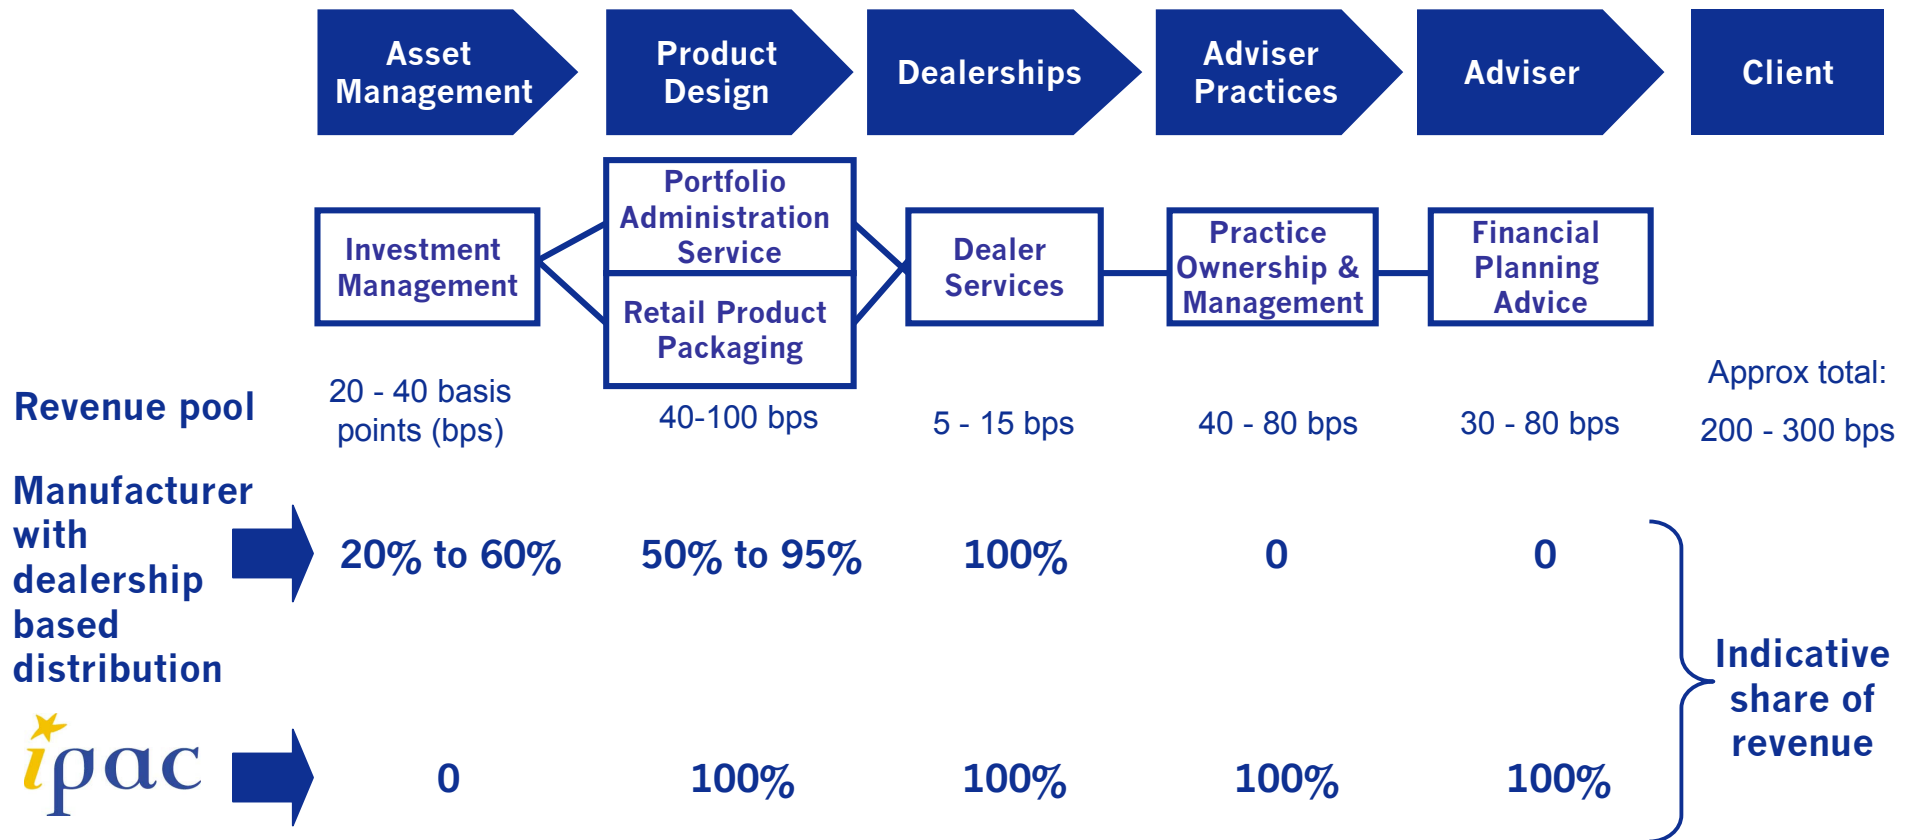 Asset
Management
Product
Design
Dealerships
Adviser
Practices
Adviser
Client
Investment
Management
Portfolio
Administration
Service
Retail Product
Packaging
Dealer
Services
Practice
Ownership &
Management
Financial
Planning
Advice
Revenue pool
20 - 40 basis
points (bps)
40-100 bps
5 - 15 bps
40 - 80 bps
30 - 80 bps
Approx total:
200 - 300 bps
Manufacturer
with
dealership
based
distribution
20% to 60%
50% to 95%
100%
0
0
ipac
0
100%
100%
100%
100%
Indicative
share of
revenue